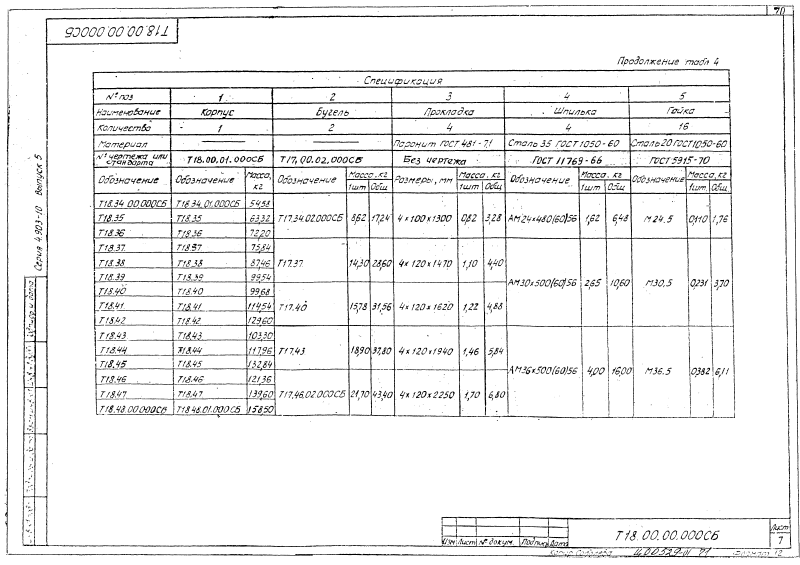 70
Т18.00.00.000СБ
Продолжение табл 4
Серия 4.903-10 выпуск 5
Спецификация
№ поз 1 2 3 4 5
Наименование Корпус Бугель Прокладка Шпилька Гайка
Количества 1 2 4 4 16
Материал Паронит ГОСТ 481-71 Сталь 35 ГОСТ 1050-60 Сталь 20 ГОСТ 1050-60
№ чертежа или стандарта Т18.00.01.000СБ Т17.00.02.000СБ Без чертежа ГОСТ 11769-66 ГОСТ 5915-70
Обозначение Обозначение Масса, кг Обозначение Масса, кг 1шт Общ. Размеры, мм Масса, кг 1шт Общ. Обозначение Масса, кг 1шт Общ Обозначение Масса, кг 1шт. Общ.
Т18.34.00.000СБ Т18.34.01.000СБ 54,58
Т18.35 Т18.35 63,32 Т17.34.02.000СБ 8,62 17,24 4×100×1300 0,82 3,28 АМ24×480(60)56 1,62 6,48 М24.5 0,110 1,76
Т18.36 Т18.36 72,20
Т18.37. Т18.37 75,84
Т18.38 Т18.38 87,46 Т17.37 14,30 28,60 4×120×1470 1,10 4,40
Т18.39 Т18.39 99,54
АМ30×500(60)56 2,65 10,60 М30.5 0,231 3,70
Т18.40 Т18.40 99,68
Т18.41 Т18.41 114,54 Т17.40 15,78 31,56 4×120×1620 1,22 4,88
Т18.42 Т18.42 129,60
Т18.43 Т18.43 103,30
Т18.44 Т18.44 117,96 Т17.43 18,90 37,80 4×120×1940 1,46 5,84
Т18.45 Т18.45 132,84
АМ36×500(60)56 4,00 16,00 М36.5 0,382 6,11
Т18.46 Т18.46 121,36
Т18.47 Т18.47 139,60 Т17.46.02.000СБ 21,70 43,40 4×120×2250 1,70 6,80
Т18.48.00.000СБ Т18.48.01.000СБ 158,50
Т18.00.00.000СБ
Лист
7
Изм Лист № докум. Подпись Дата
Копир 400529-01 71 Формат 12